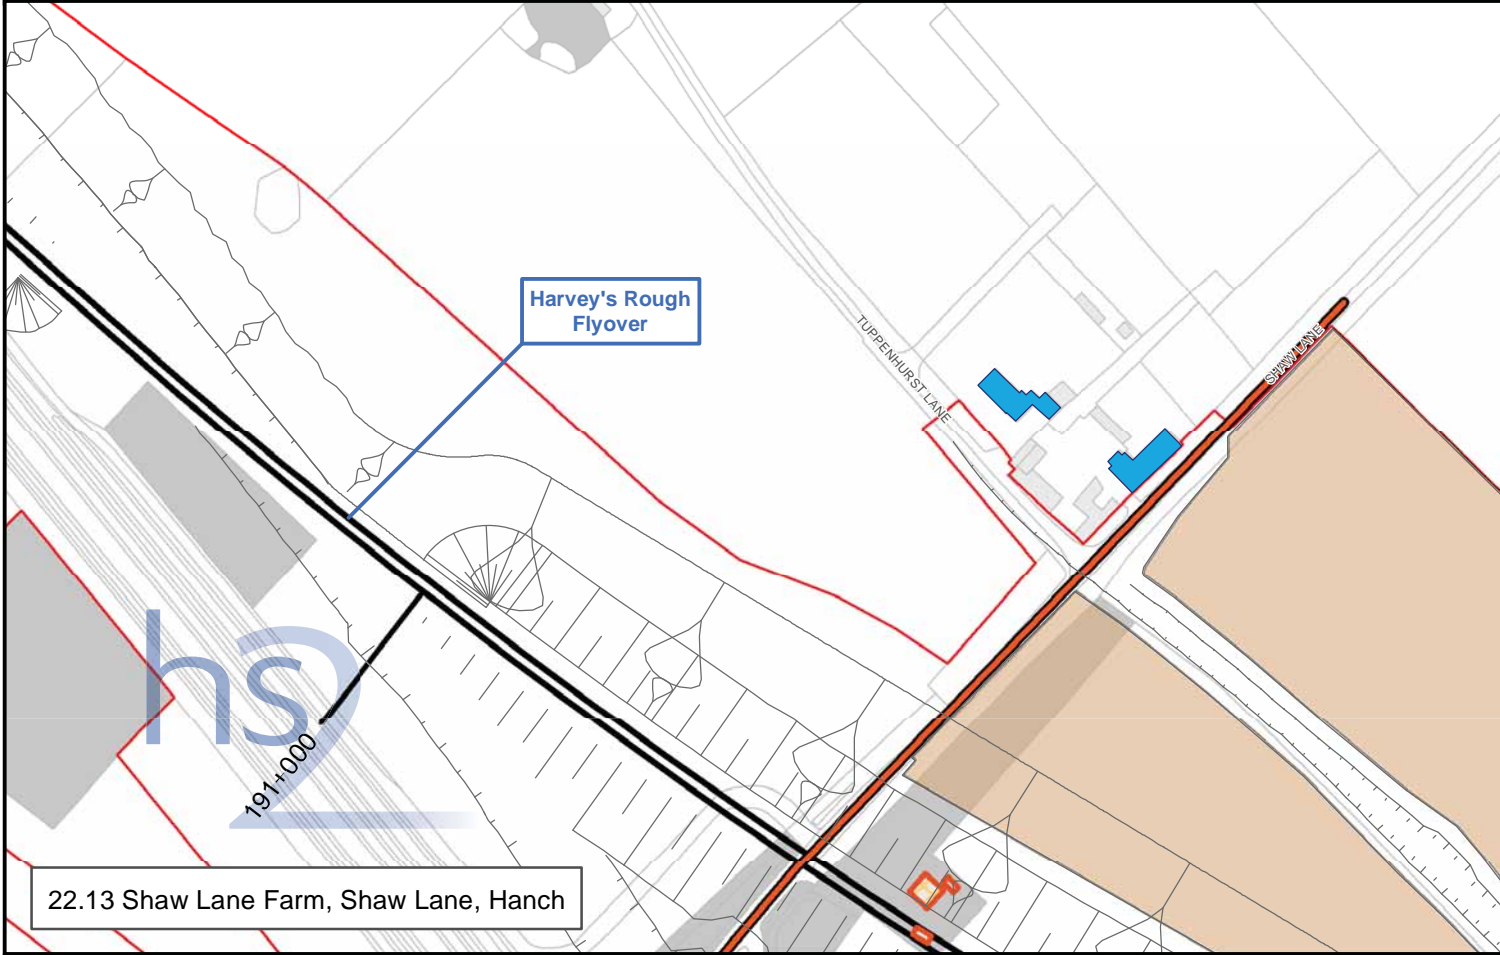 Harvey's Rough
Flyover
TUPPENHURST LANE
SHAW LANE
hs2
191+000
22.13 Shaw Lane Farm, Shaw Lane, Hanch